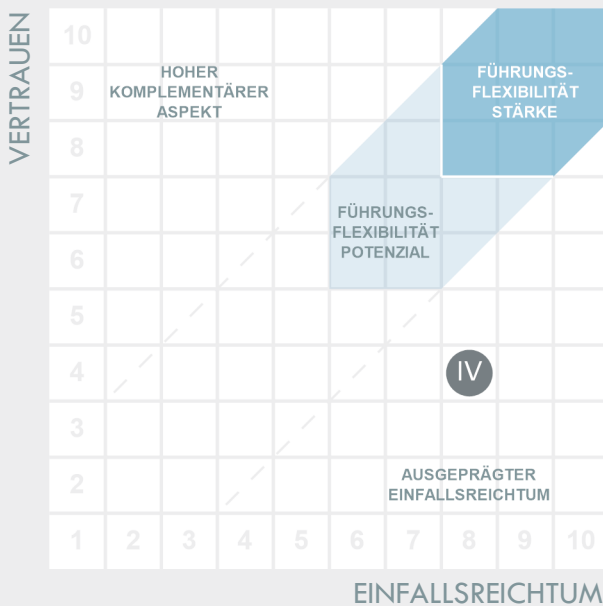 VERTRAUEN
10
HOHER
KOMPLEMENTÄRER
ASPEKT
FÜHRUNGS-
FLEXIBILITÄT
STÄRKE
9
8
7
FÜHRUNGS-
FLEXIBILITÄT
POTENZIAL
6
5
4
IV
3
AUSGEPRÄGTER
EINFALLSREICHTUM
2
1 2 3 4 5 6 7 8 9 10
EINFALLSREICHTUM